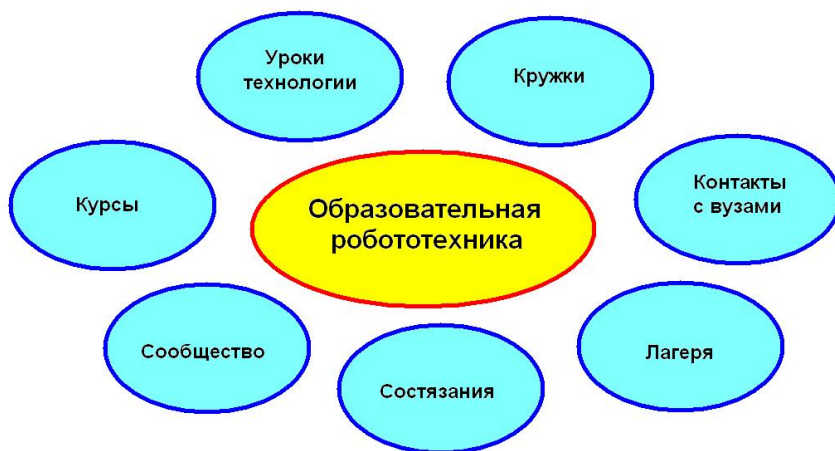 Уроки
технологии
Кружки
Курсы
Образовательная
робототехника
Контакты
с вузами
Сообщество
Состязания
Лагеря